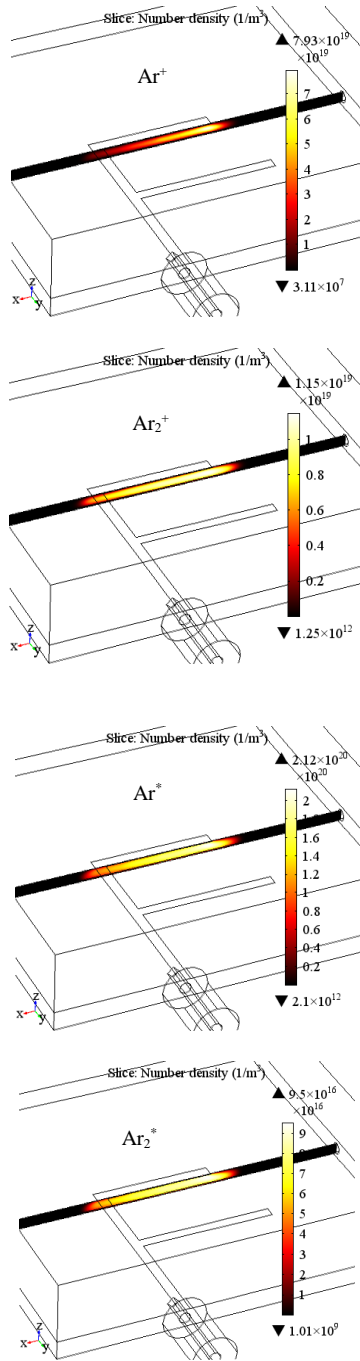 Slice: Number density (1/m³)
▲ 7.93×10¹⁹
×10¹⁹
Ar⁺
7
6
5
4
3
2
1
▼ 3.11×10⁷
z
x
y
Slice: Number density (1/m³)
▲ 1.15×10¹⁹
×10¹⁹
Ar₂⁺
1
0.8
0.6
0.4
0.2
▼ 1.25×10¹²
z
x
y
Slice: Number density (1/m³)
▲ 2.12×10²⁰
×10²⁰
Ar*
2
1.8
1.6
1.4
1.2
1
0.8
0.6
0.4
0.2
▼ 2.1×10¹²
z
x
y
Slice: Number density (1/m³)
▲ 9.5×10¹⁶
×10¹⁶
Ar₂*
9
8
7
6
5
4
3
2
1
▼ 1.01×10⁹
z
x
y